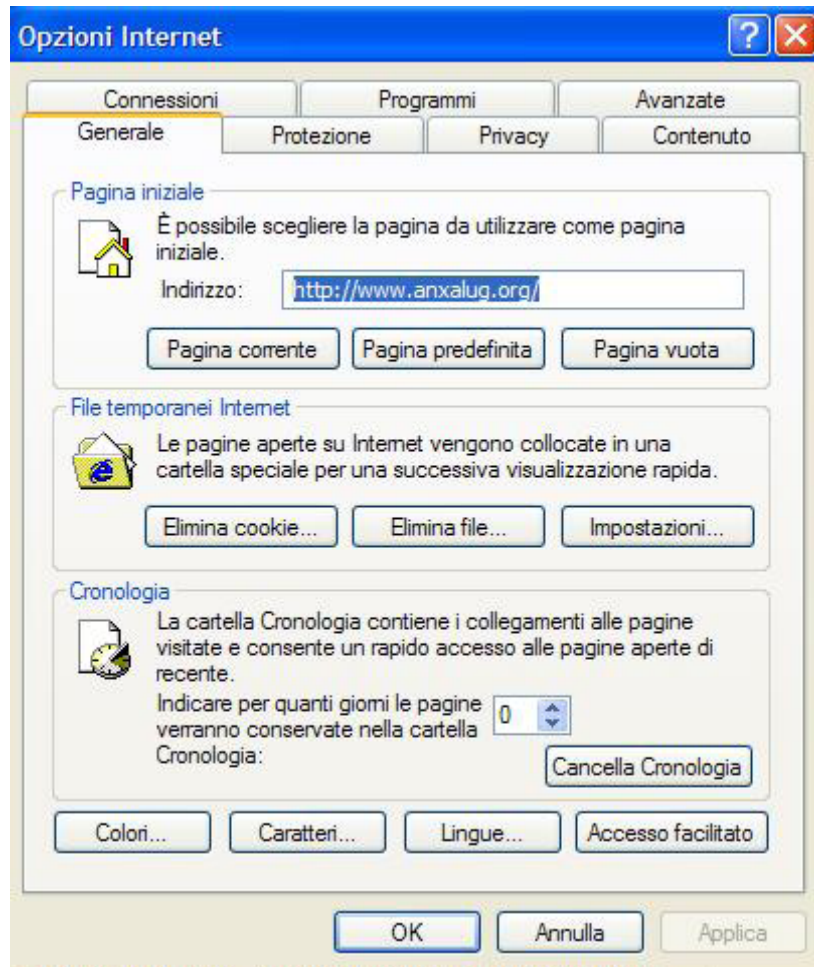 Opzioni Internet
Connessioni Programmi Avanzate
Generale Protezione Privacy Contenuto
Pagina iniziale
È possibile scegliere la pagina da utilizzare come pagina
iniziale.
Indirizzo: http://www.anxalug.org/
Pagina corrente Pagina predefinita Pagina vuota
File temporanei Internet
Le pagine aperte su Internet vengono collocate in una
cartella speciale per una successiva visualizzazione rapida.
Elimina cookie... Elimina file... Impostazioni...
Cronologia
La cartella Cronologia contiene i collegamenti alle pagine
visitate e consente un rapido accesso alle pagine aperte di
recente.
Indicare per quanti giorni le pagine
verranno conservate nella cartella 0
Cronologia:
Cancella Cronologia
Colori... Caratteri... Lingue... Accesso facilitato
OK Annulla Applica